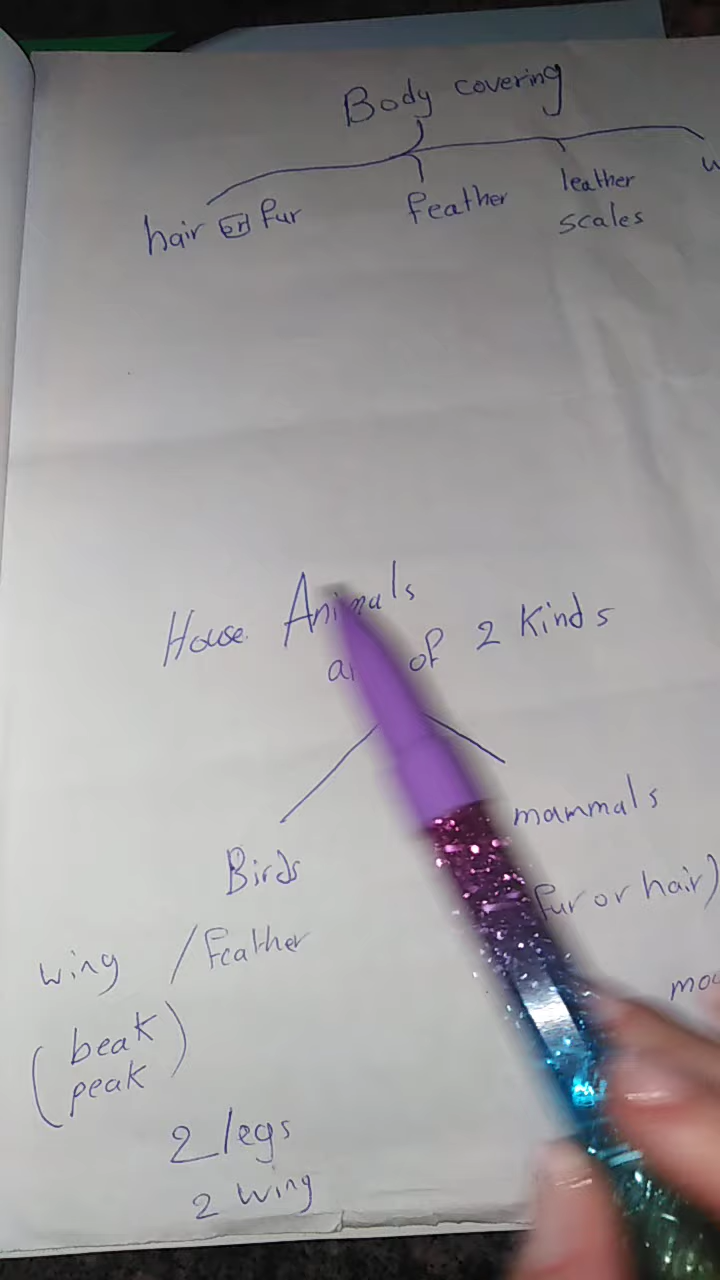 Body covering
hair or fur
feather
leather
scales
House Animals
of 2 Kinds
Birds
mammals
fur or hair)
wing / feather
(beak
peak)
2 legs
2 wing